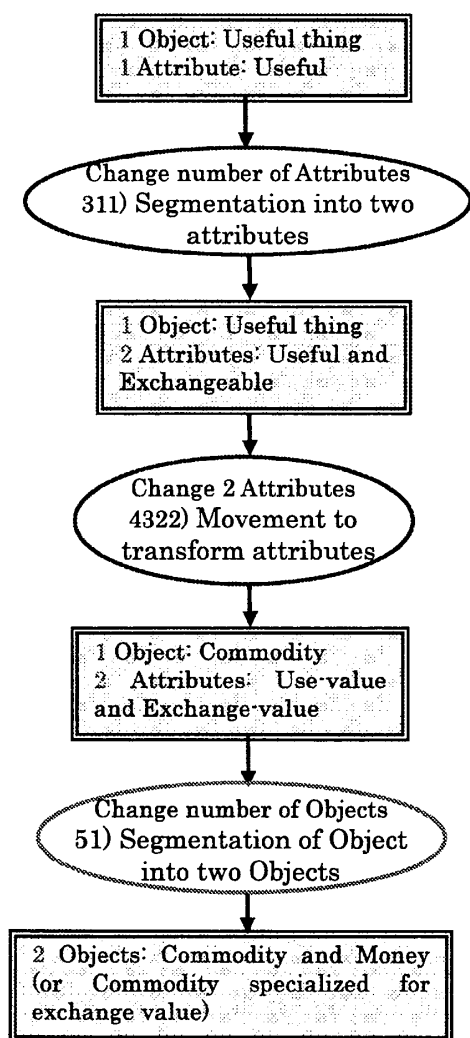 1 Object: Useful thing
1 Attribute: Useful
Change number of Attributes
311) Segmentation into two
attributes
1 Object: Useful thing
2 Attributes: Useful and
Exchangeable
Change 2 Attributes
4322) Movement to
transform attributes
1 Object: Commodity
2 Attributes: Use-value
and Exchange-value
Change number of Objects
51) Segmentation of Object
into two Objects
2 Objects: Commodity and Money
(or Commodity specialized for
exchange value)